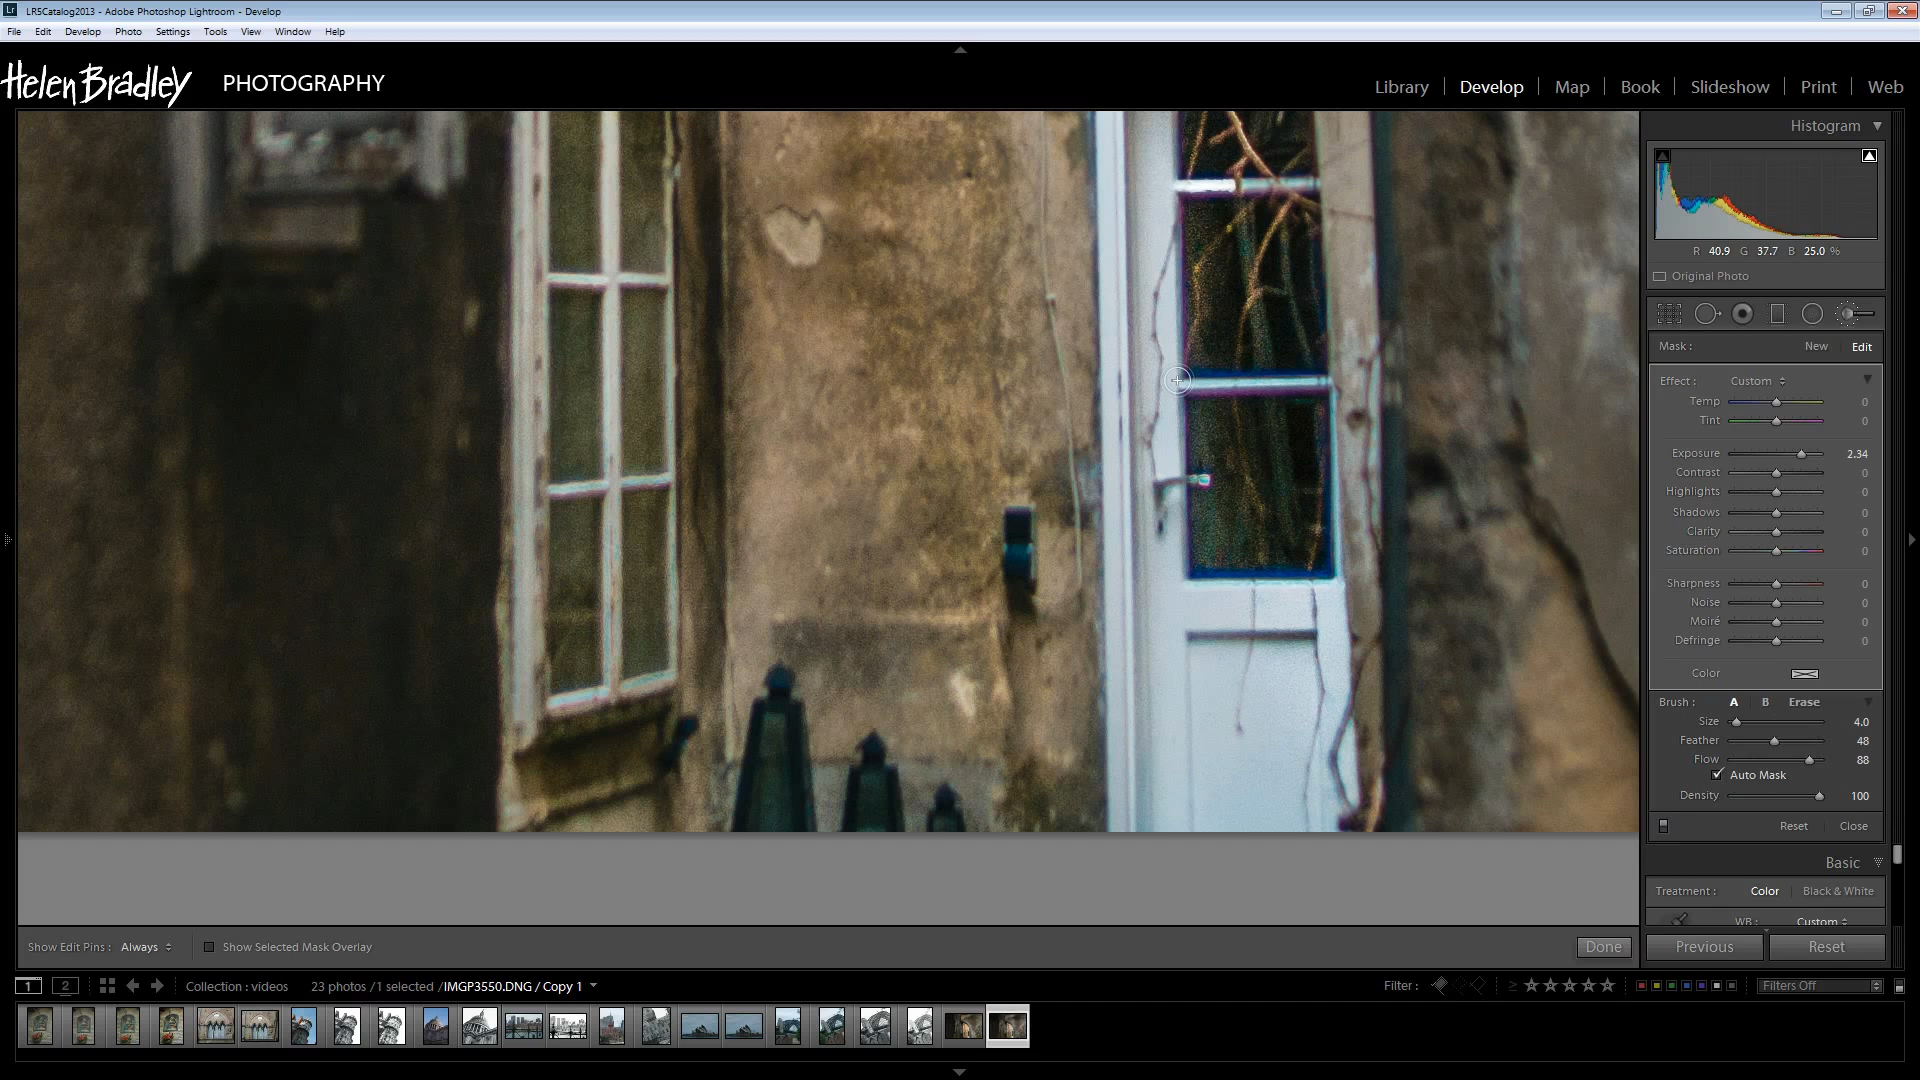 LR5Catalog2013 - Adobe Photoshop Lightroom - Develop
File Edit Develop Photo Settings Tools View Window Help
Helen Bradley PHOTOGRAPHY
Library Develop Map Book Slideshow Print Web
Histogram
R 40.9 G 37.7 B 25.0 %
Original Photo
Mask : New Edit
Effect : Custom
Temp 0
Tint 0
Exposure 2.34
Contrast 0
Highlights 0
Shadows 0
Clarity 0
Saturation 0
Sharpness 0
Noise 0
Moiré 0
Defringe 0
Color
Brush : A B Erase
Size 4.0
Feather 48
Flow 88
Auto Mask
Density 100
Reset Close
Basic
Treatment : Color Black & White
WB : Custom
Show Edit Pins : Always Show Selected Mask Overlay Done Previous Reset
1 2 Collection : videos 23 photos / 1 selected / IMGP3550.DNG / Copy 1 Filter : Filters Off